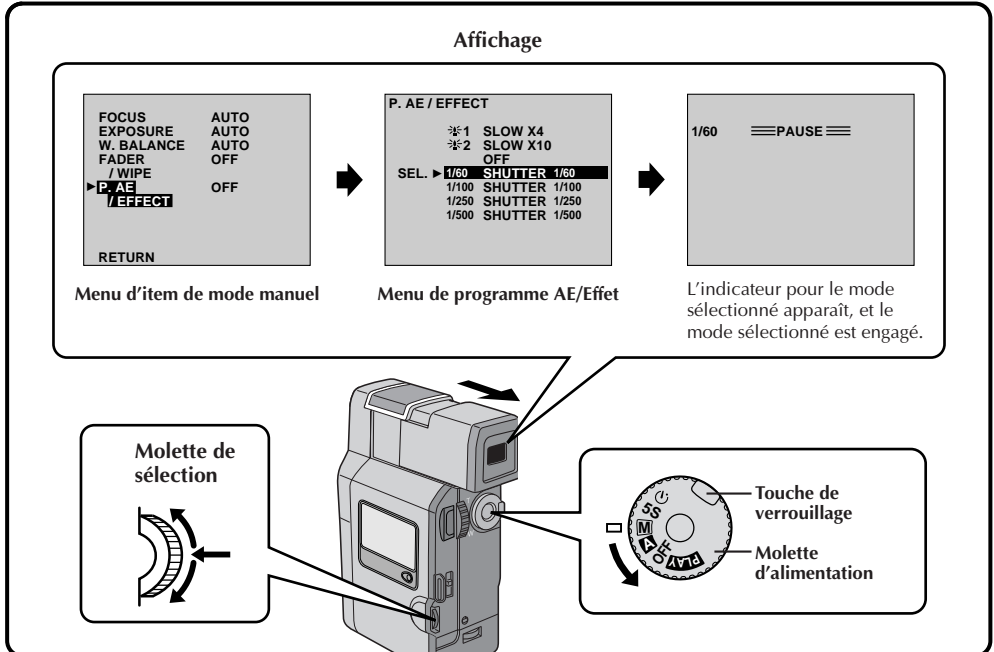 Affichage
FOCUS AUTO
EXPOSURE AUTO
W. BALANCE AUTO
FADER OFF
/ WIPE
►P. AE OFF
/ EFFECT
RETURN
Menu d'item de mode manuel
P. AE / EFFECT
1 SLOW X4
2 SLOW X10
OFF
SEL. ► 1/60 SHUTTER 1/60
1/100 SHUTTER 1/100
1/250 SHUTTER 1/250
1/500 SHUTTER 1/500
Menu de programme AE/Effet
1/60 PAUSE
L'indicateur pour le mode
sélectionné apparaît, et le
mode sélectionné est engagé.
Molette de
sélection
5S
M
A
OFF
PLAY
Touche de
verrouillage
Molette
d'alimentation